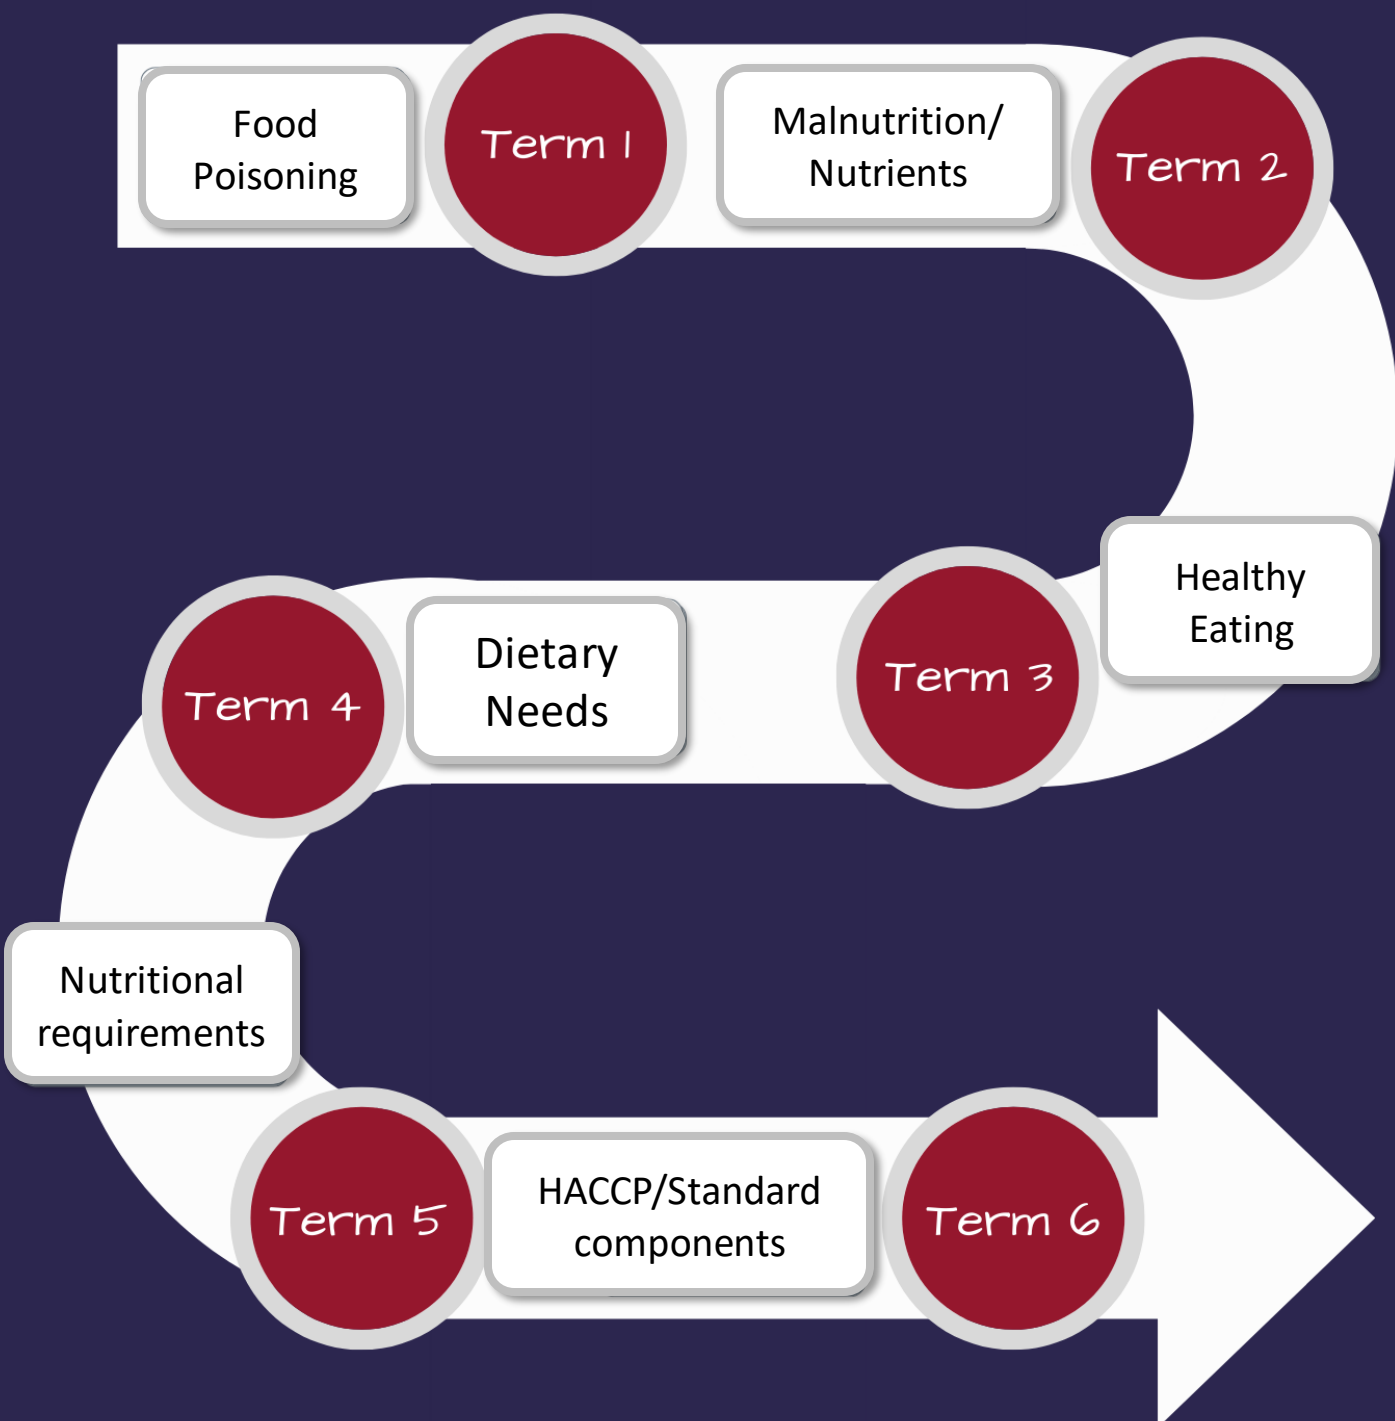 Food
Poisoning
Term 1
Malnutrition/
Nutrients
Term 2
Healthy
Eating
Term 3
Dietary
Needs
Term 4
Nutritional
requirements
Term 5
HACCP/Standard
components
Term 6